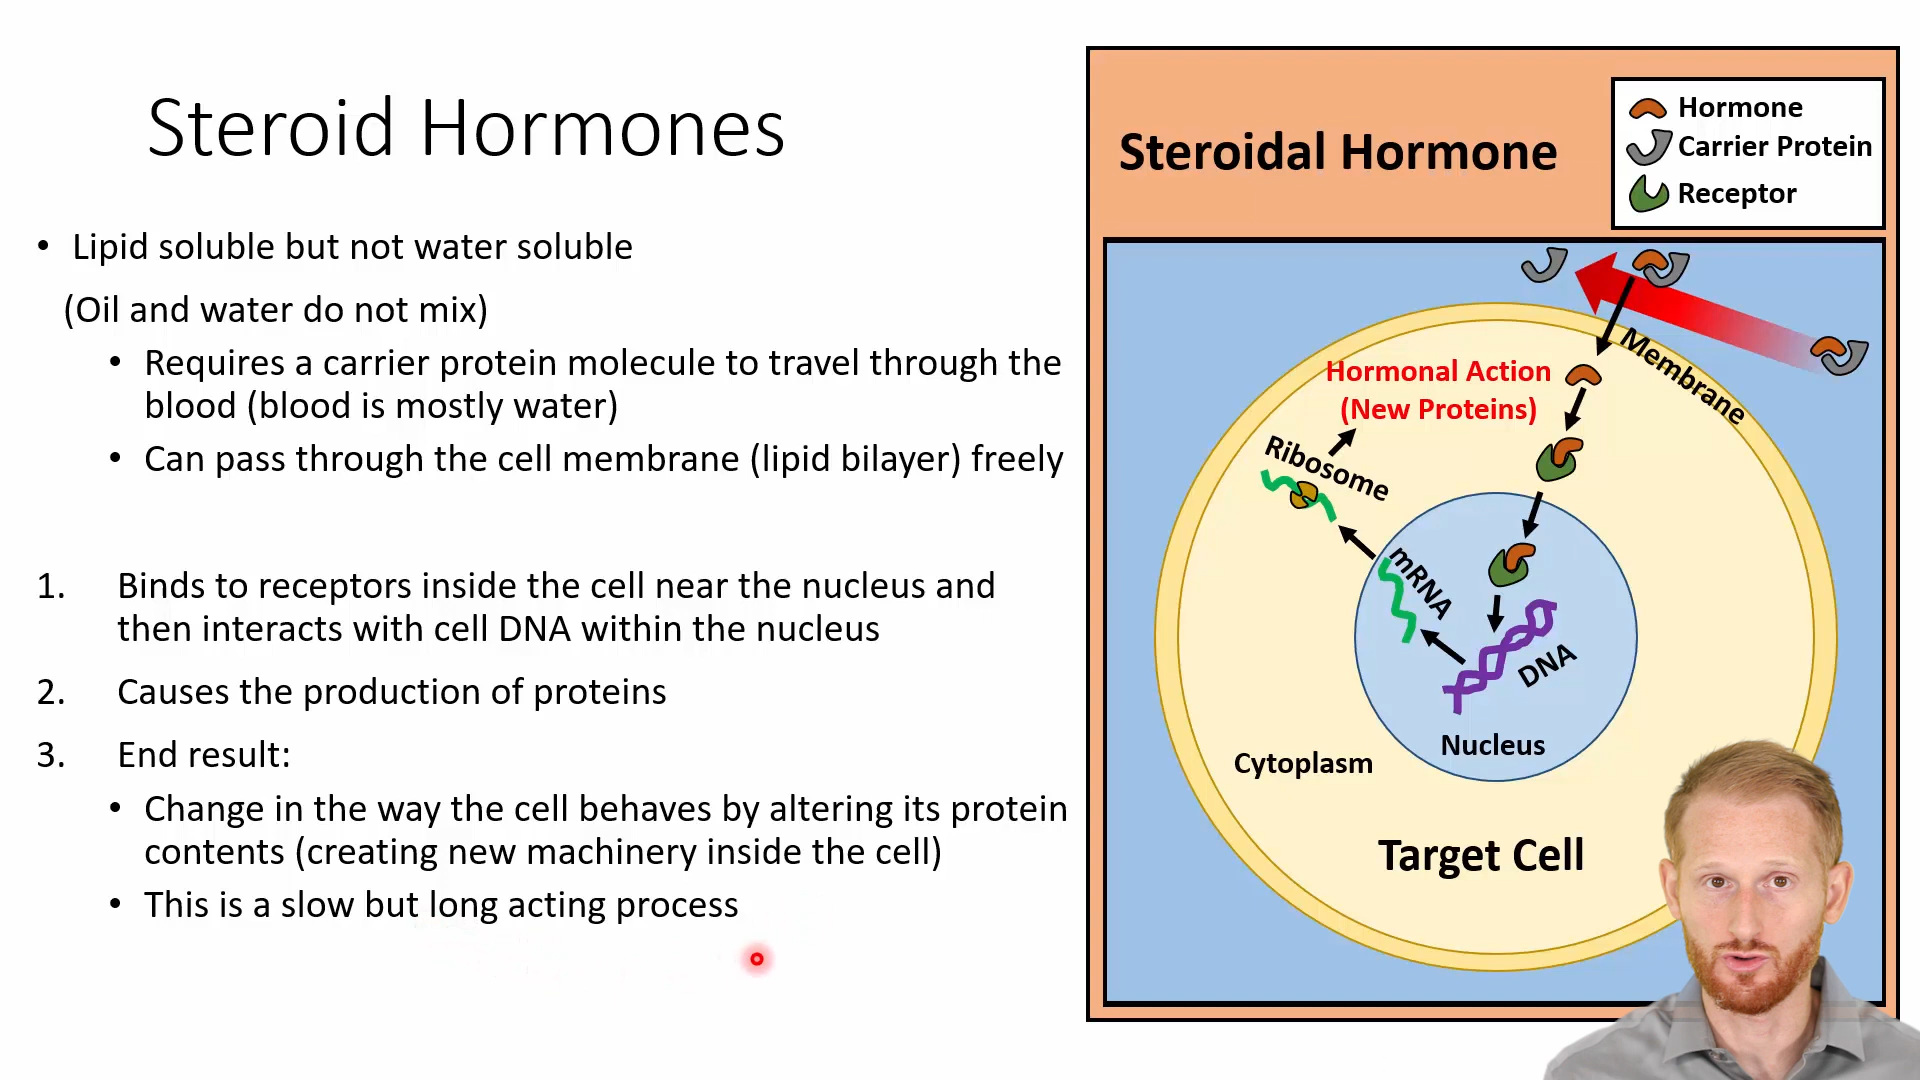 Steroid Hormones
• Lipid soluble but not water soluble
(Oil and water do not mix)
• Requires a carrier protein molecule to travel through the
blood (blood is mostly water)
• Can pass through the cell membrane (lipid bilayer) freely
1. Binds to receptors inside the cell near the nucleus and
then interacts with cell DNA within the nucleus
2. Causes the production of proteins
3. End result:
• Change in the way the cell behaves by altering its protein
contents (creating new machinery inside the cell)
• This is a slow but long acting process
Steroidal Hormone
Hormone
Carrier Protein
Receptor
Membrane
Hormonal Action
(New Proteins)
Ribosome
mRNA
DNA
Nucleus
Cytoplasm
Target Cell